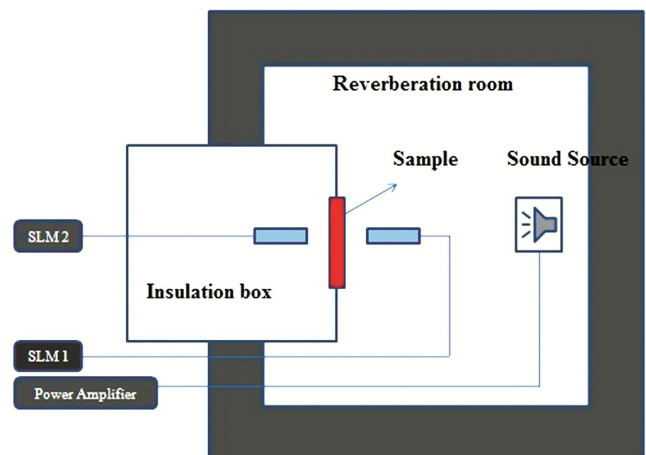 Reverberation room
Sample
Sound Source
SLM 2
Insulation box
SLM 1
Power Amplifier